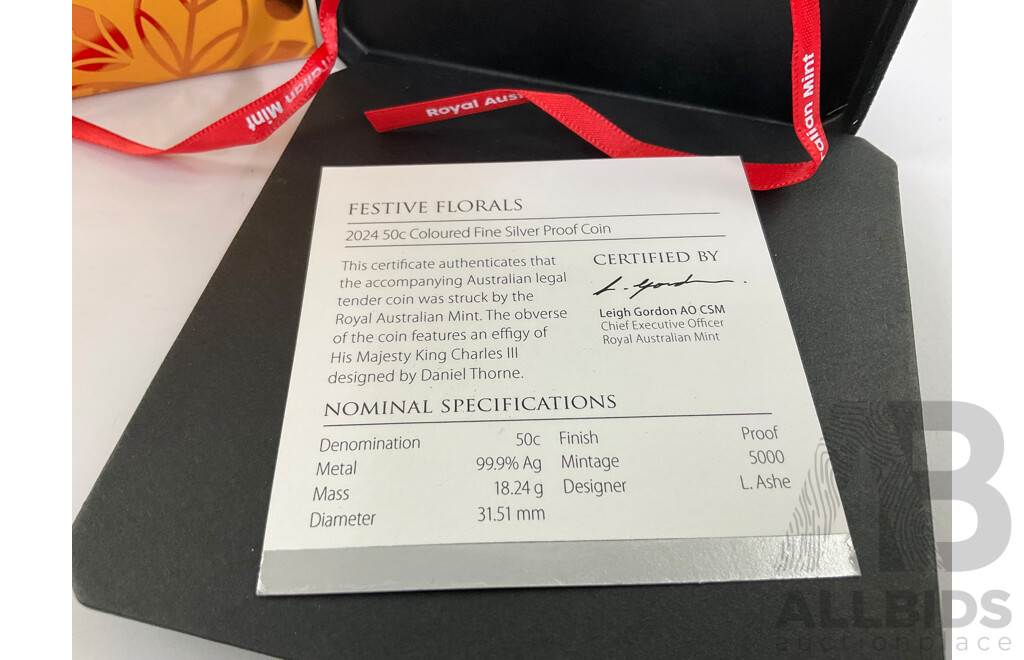 Royal Aus
ralian Mint
alian Mint
FESTIVE FLORALS
2024 50c Coloured Fine Silver Proof Coin
This certificate authenticates that
the accompanying Australian legal
tender coin was struck by the
Royal Australian Mint. The obverse
of the coin features an effigy of
His Majesty King Charles III
designed by Daniel Thorne.
CERTIFIED BY
L. Gordon
Leigh Gordon AO CSM
Chief Executive Officer
Royal Australian Mint
NOMINAL SPECIFICATIONS
Denomination 50c Finish Proof
Metal 99.9% Ag Mintage 5000
Mass 18.24 g Designer L. Ashe
Diameter 31.51 mm
AB
ALLBIDS
auctionplace